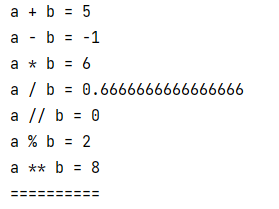 a + b = 5
a - b = -1
a * b = 6
a / b = 0.6666666666666666
a // b = 0
a % b = 2
a ** b = 8
==========